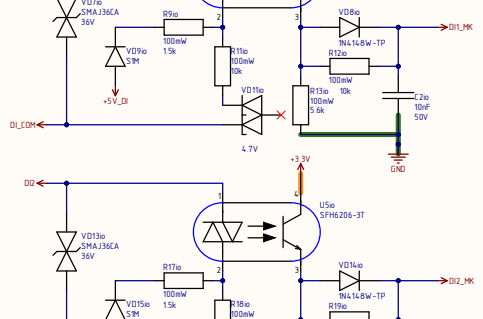 VD7io
SMAJ36CA
36V
R9io
100mW
1.5k
2
3
VD8io
1N4148W-TP
DI1_MK
VD9io
S1M
R11io
100mW
10k
R12io
100mW
10k
+5V_DI
VD11io
4.7V
R13io
100mW
5.6k
C2io
10nF
50V
DI_COM
GND
+3.3V
DI2
1
4
U5io
SFH6206-3T
VD13io
SMAJ36CA
36V
2
3
R17io
100mW
1.5k
VD14io
1N4148W-TP
DI2_MK
VD15io
S1M
R18io
100mW
R19io